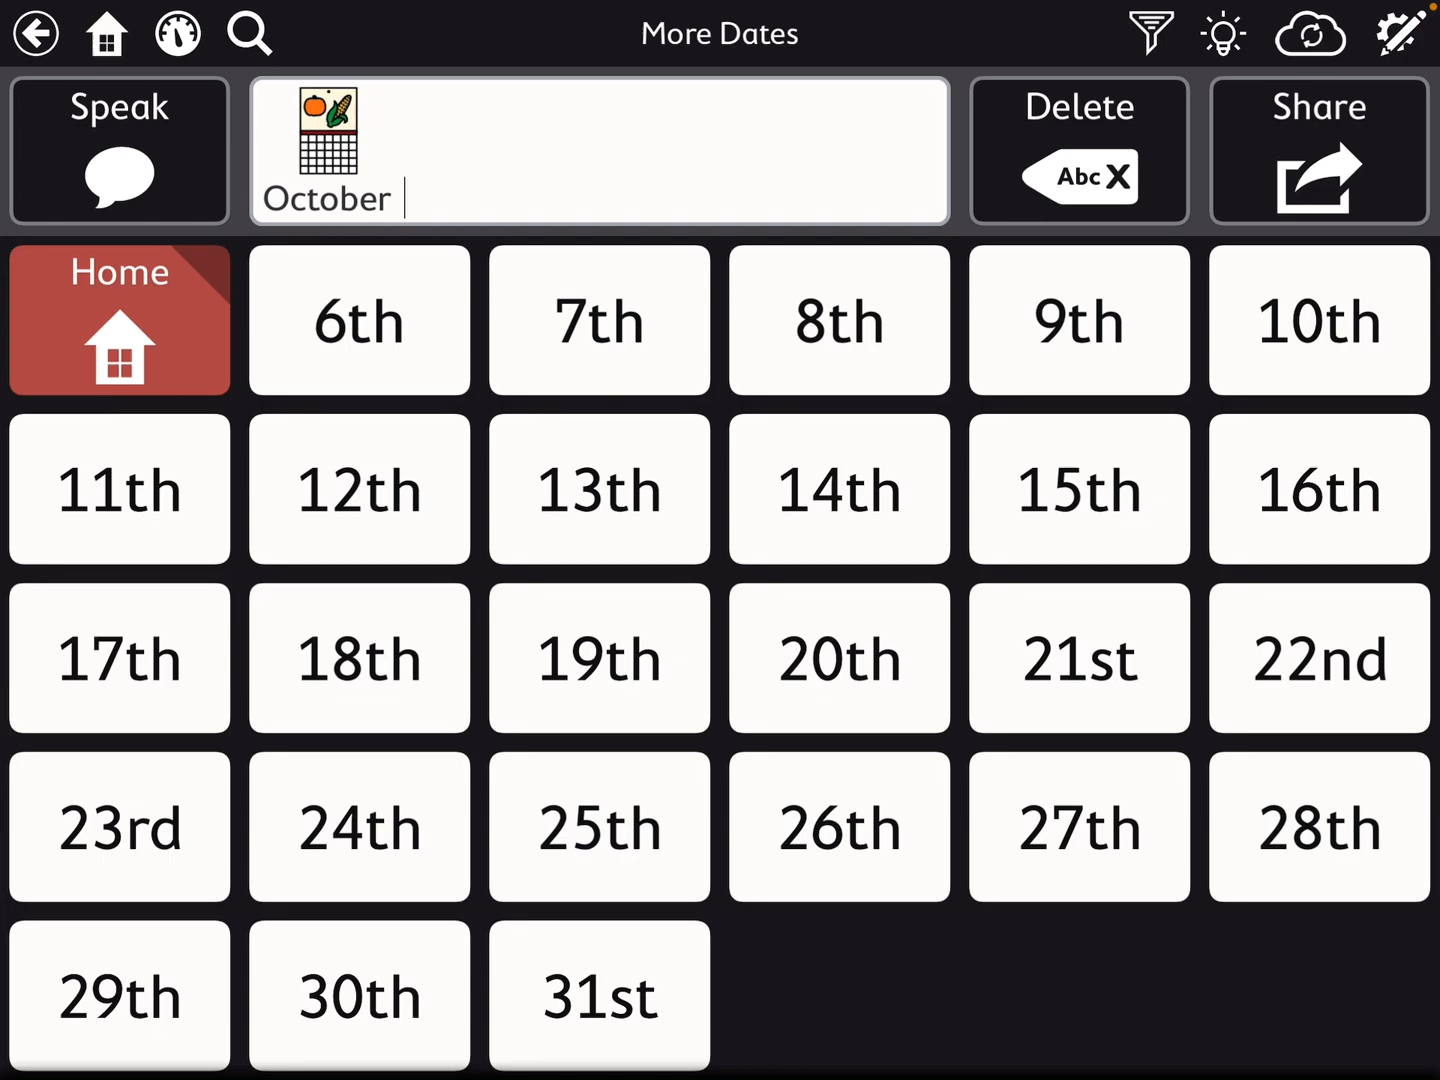 More Dates
Speak
October
Delete
Abc X
Share
Home
6th
7th
8th
9th
10th
11th
12th
13th
14th
15th
16th
17th
18th
19th
20th
21st
22nd
23rd
24th
25th
26th
27th
28th
29th
30th
31st